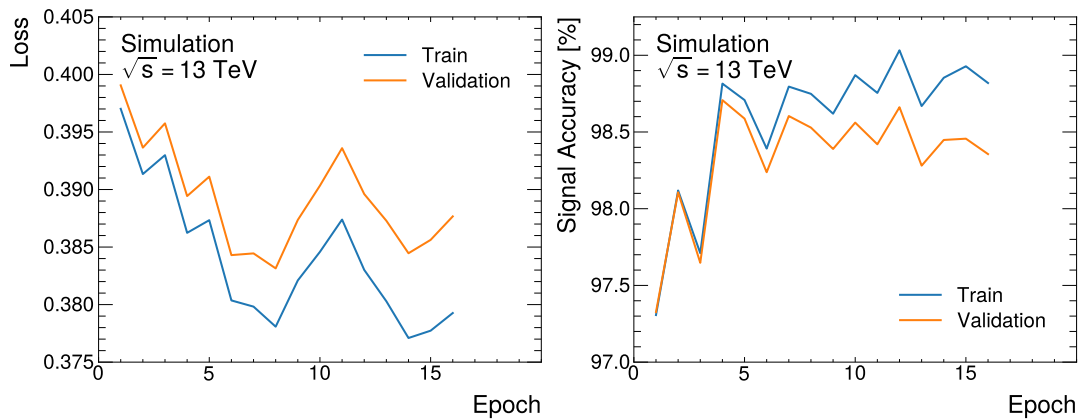 Loss
0.405
0.400
0.395
0.390
0.385
0.380
0.375
Simulation
√s = 13 TeV
Train
Validation
0
5
10
15
Epoch
Signal Accuracy [%]
99.0
98.5
98.0
97.5
97.0
Simulation
√s = 13 TeV
Train
Validation
0
5
10
15
Epoch